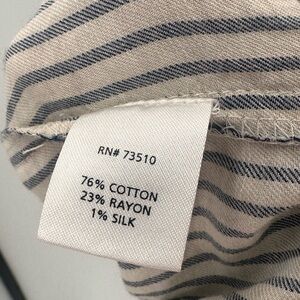 RN# 73510
76% COTTON
23% RAYON
1% SILK